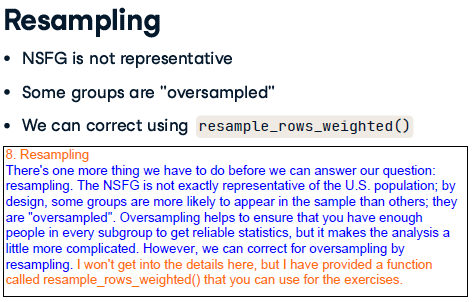 Resampling
• NSFG is not representative
• Some groups are "oversampled"
• We can correct using resample_rows_weighted()
8. Resampling
There's one more thing we have to do before we can answer our question:
resampling. The NSFG is not exactly representative of the U.S. population; by
design, some groups are more likely to appear in the sample than others; they
are "oversampled". Oversampling helps to ensure that you have enough
people in every subgroup to get reliable statistics, but it makes the analysis a
little more complicated. However, we can correct for oversampling by
resampling. I won't get into the details here, but I have provided a function
called resample_rows_weighted() that you can use for the exercises.